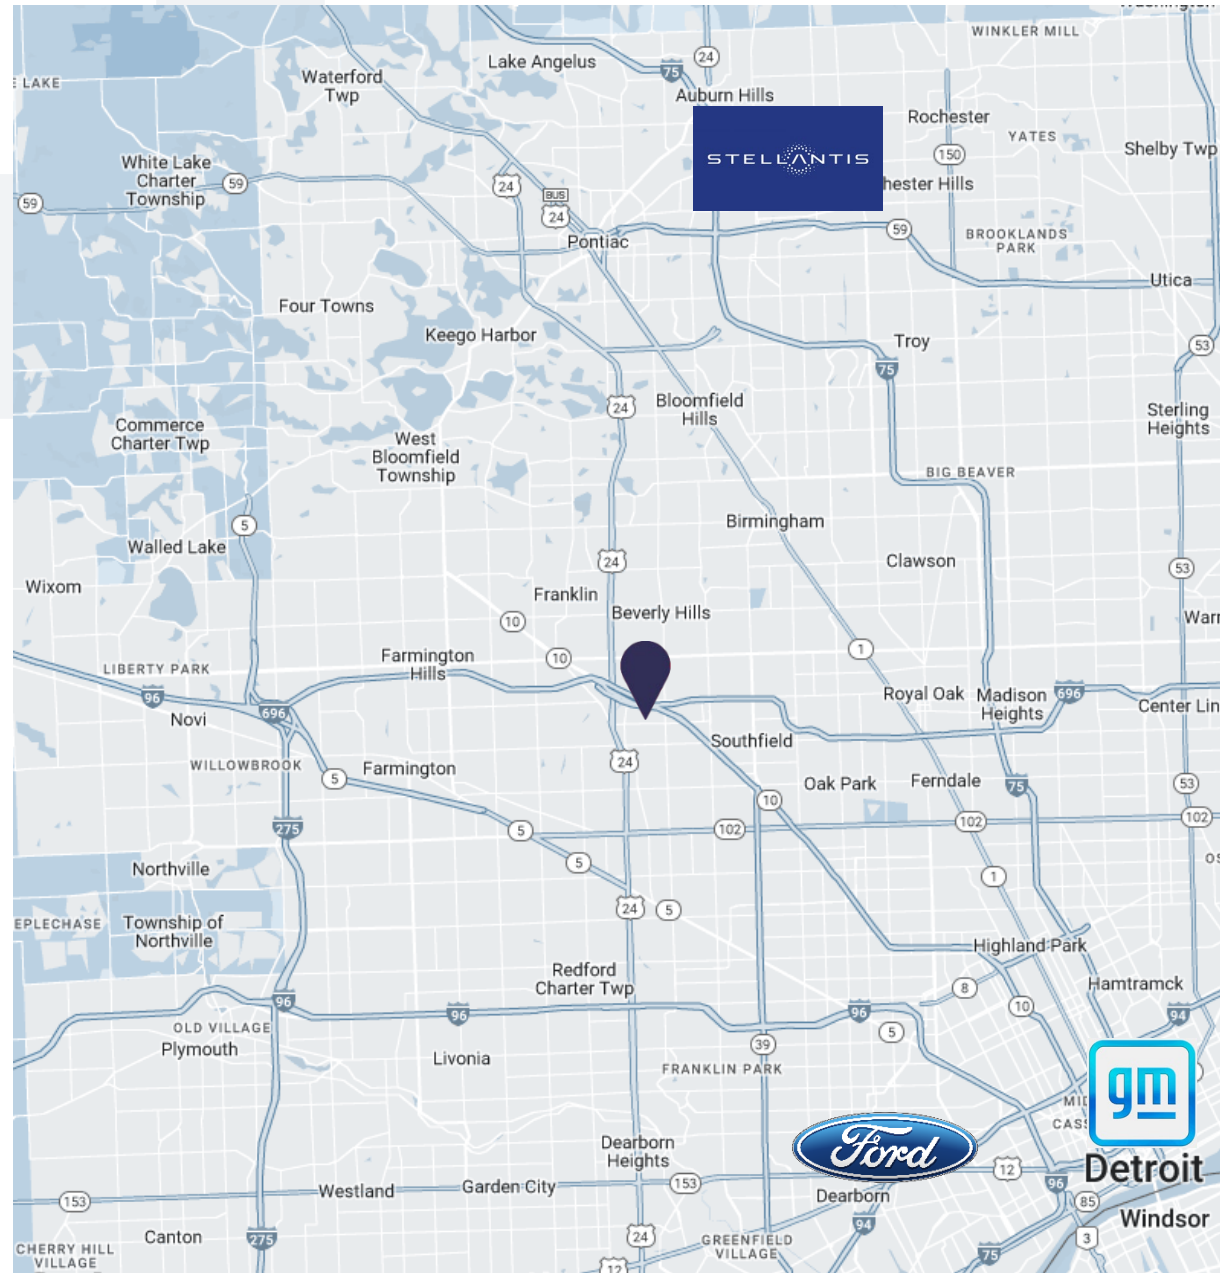 Washington
WINKLER MILL
24
Lake Angelus
75
Waterford
Twp
E LAKE
Auburn Hills
Rochester
YATES
Shelby Twp
150
STELLANTIS
hester Hills
White Lake
Charter
Township
59
59
24
BUS
24
Pontiac
59
BROOKLANDS
PARK
Utica
Four Towns
Keego Harbor
Troy
53
75
24
Bloomfield
Hills
Sterling
Heights
Commerce
Charter Twp
West
Bloomfield
Township
BIG BEAVER
5
Birmingham
Walled Lake
24
Clawson
53
Wixom
Franklin
Beverly Hills
10
Warr
10
1
Farmington
Hills
LIBERTY PARK
96
696
Novi
Royal Oak
Madison
Heights
696
Center Lin
Southfield
24
WILLOWBROOK
5
Farmington
Oak Park
Ferndale
75
53
10
275
5
102
102
102
5
Northville
1
OS
24
5
EPLECHASE
Township of
Northville
Highland Park
Redford
Charter Twp
8
Hamtramck
96
96
96
10
94
OLD VILLAGE
Plymouth
5
39
Livonia
FRANKLIN PARK
gm
MID
CASS
Ford
Dearborn
Heights
12
Detroit
153
Westland
Garden City
153
Dearborn
96
85
94
Windsor
Canton
275
24
GREENFIELD
VILLAGE
3
75
CHERRY HILL
VILLAGE
12